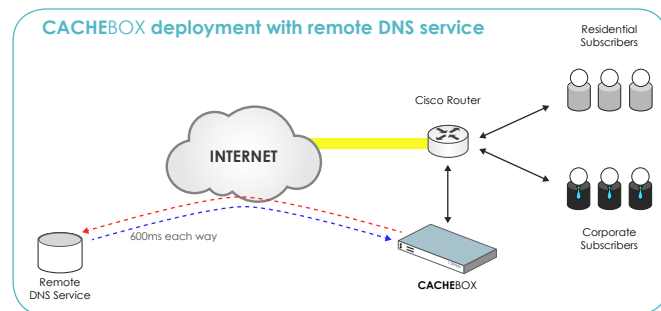 CACHEBOX deployment with remote DNS service
Residential
Subscribers
Cisco Router
INTERNET
600ms each way
Remote
DNS Service
CACHEBOX
Corporate
Subscribers